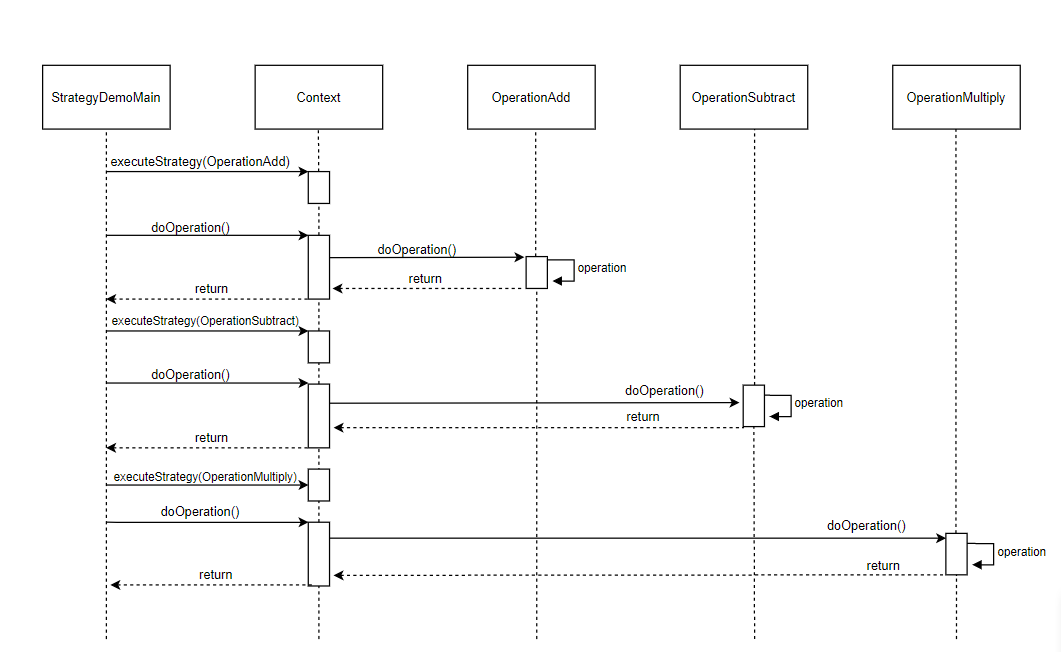 StrategyDemoMain
Context
OperationAdd
OperationSubtract
OperationMultiply
executeStrategy(OperationAdd)
doOperation()
doOperation()
operation
return
return
executeStrategy(OperationSubtract)
doOperation()
doOperation()
operation
return
return
executeStrategy(OperationMultiply)
doOperation()
doOperation()
operation
return
return